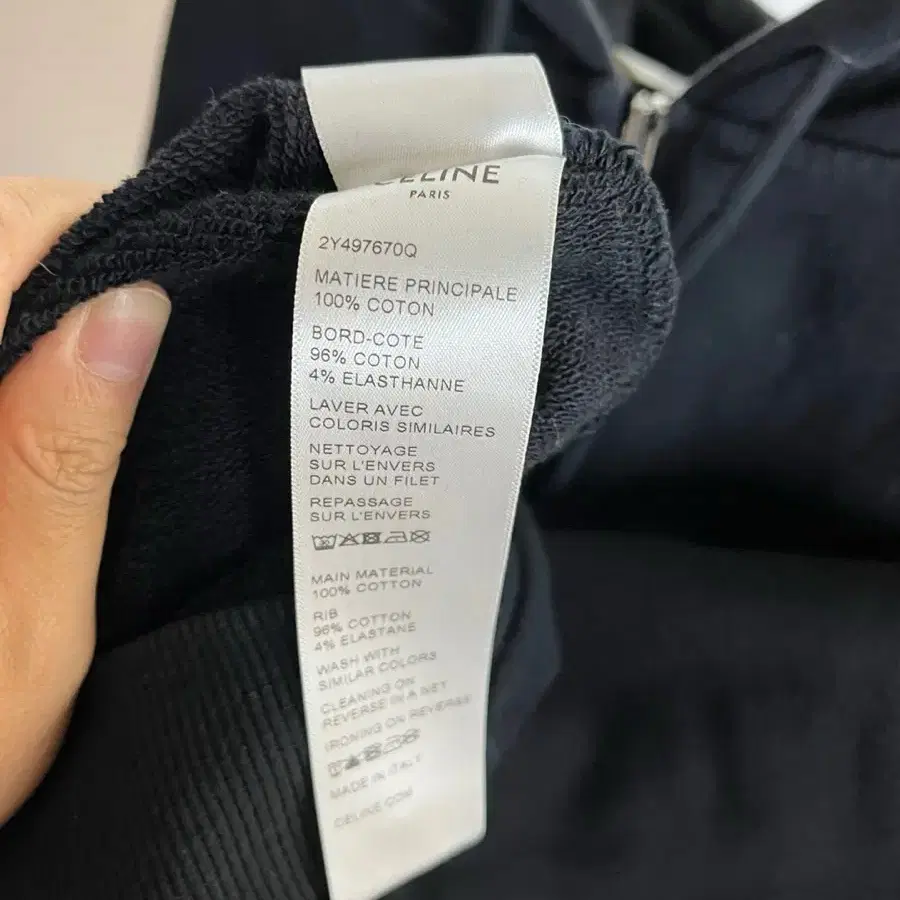 CELINE
PARIS
2Y497670Q
MATIERE PRINCIPALE
100% COTON
BORD-COTE
96% COTON
4% ELASTHANNE
LAVER AVEC
COLORIS SIMILAIRES
NETTOYAGE
SUR L'ENVERS
DANS UN FILET
REPASSAGE
SUR L'ENVERS
MAIN MATERIAL
100% COTTON
RIB
96% COTTON
4% ELASTANE
WASH WITH
SIMILAR COLORS
CLEANING ON
REVERSE IN A NET
IRONING ON REVERSE
MADE IN ITALY
CELINE.COM